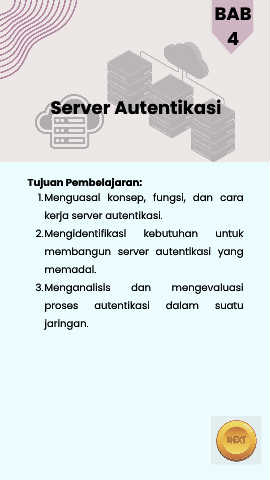 BAB
4
Server Autentikasi
Tujuan Pembelajaran:
1. Menguasai konsep, fungsi, dan cara
kerja server autentikasi.
2. Mengidentifikasi kebutuhan untuk
membangun server autentikasi yang
memadai.
3. Menganalisis dan mengevaluasi
proses autentikasi dalam suatu
jaringan.
NEXT